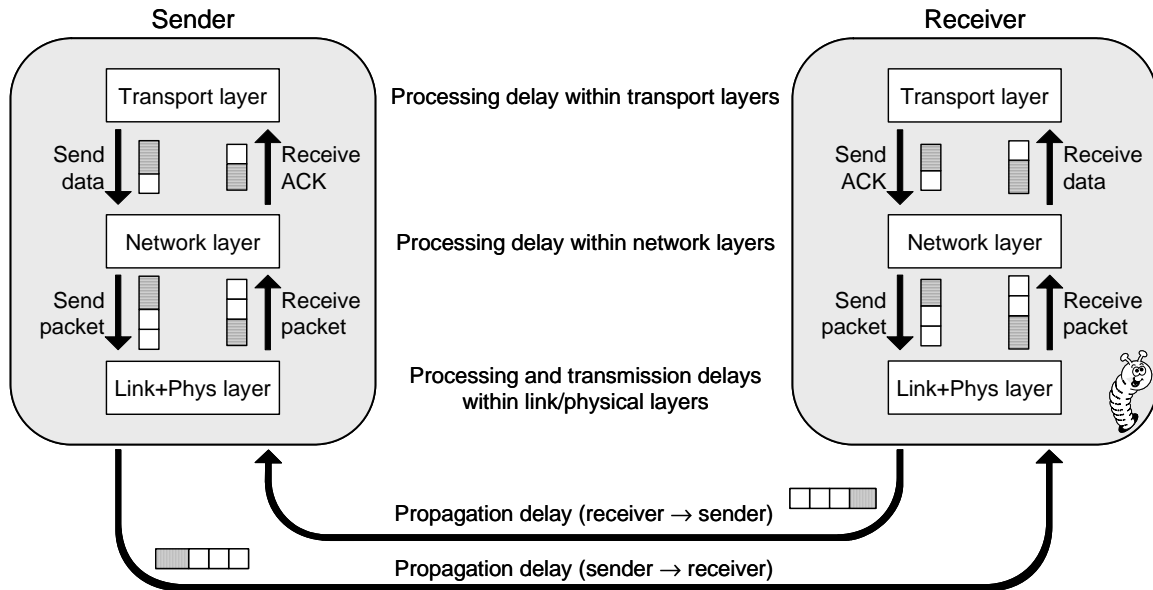 Sender
Receiver
Transport layer
Processing delay within transport layers
Transport layer
Send
data
Receive
ACK
Send
ACK
Receive
data
Network layer
Processing delay within network layers
Network layer
Send
packet
Receive
packet
Send
packet
Receive
packet
Link+Phys layer
Processing and transmission delays
within link/physical layers
Link+Phys layer
Propagation delay (receiver → sender)
Propagation delay (sender → receiver)